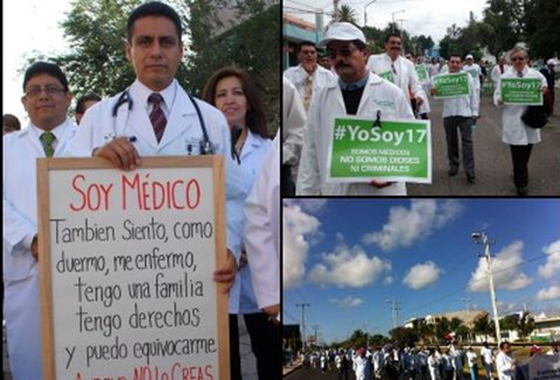 SOY MÉDICO
Tambien Siento, como
duermo, me enfermo,
tengo una familia
tengo derechos
y puedo equivocarme
Aunque NO lo CREAS
#YoSoy17
SOMOS MEDICOS
NO SOMOS DIOSES
NI CRIMINALES
#YoSoy17
#YoSoy17